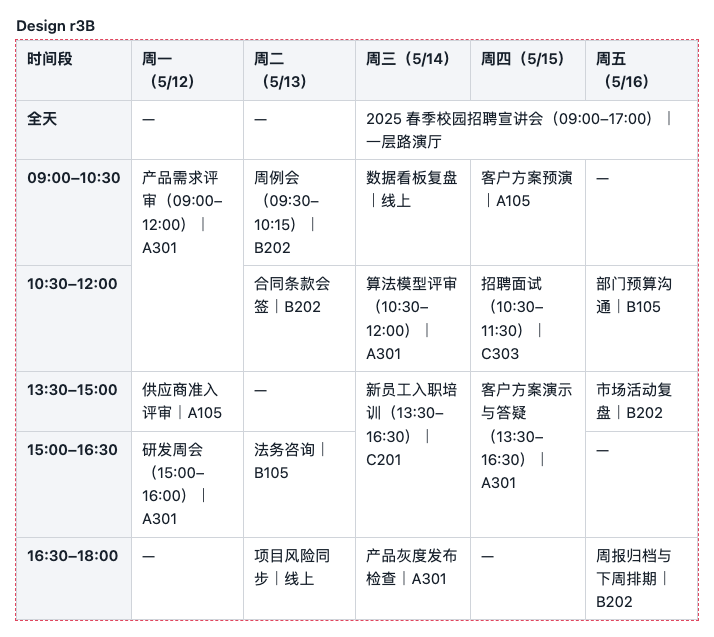 Design r3B
时间段
周一
（5/12）
周二
（5/13）
周三（5/14）
周四（5/15）
周五
（5/16）
全天
—
—
2025 春季校园招聘宣讲会（09:00–17:00）｜
一层路演厅
09:00–10:30
产品需求评
审（09:00–
12:00）｜
A301
周例会
（09:30–
10:15）｜
B202
数据看板复盘
｜线上
客户方案预演
｜A105
—
10:30–12:00
合同条款会
签｜B202
算法模型评审
（10:30–
12:00）｜
A301
招聘面试
（10:30–
11:30）｜
C303
部门预算沟
通｜B105
13:30–15:00
供应商准入
评审｜A105
—
新员工入职培
训（13:30–
16:30）｜
C201
客户方案演示
与答疑
（13:30–
16:30）｜
A301
市场活动复
盘｜B202
15:00–16:30
研发周会
（15:00–
16:00）｜
A301
法务咨询｜
B105
—
16:30–18:00
—
项目风险同
步｜线上
产品灰度发布
检查｜A301
—
周报归档与
下周排期｜
B202